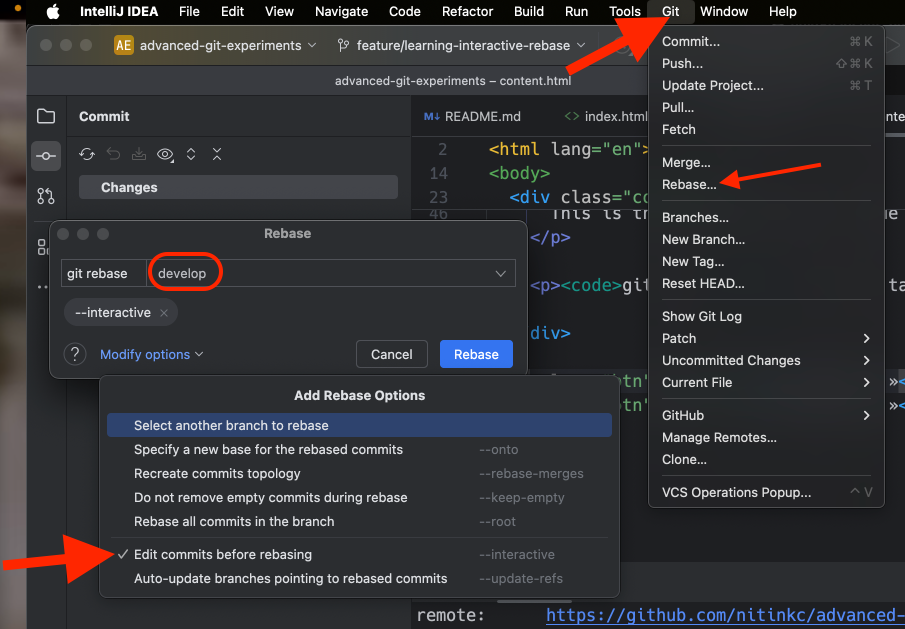 IntelliJ IDEA File Edit View Navigate Code Refactor Build Run Tools Git Window Help
AE advanced-git-experiments feature/learning-interactive-rebase
advanced-git-experiments – content.html
Commit
README.md
<> index.html
Changes
2 <html lang="en">
14 <body>
23 <div class="co
46 This is th
</p>
<p><code>git
div>
btn"
btn"
Commit... ⌘ K
Push... ⇧ ⌘ K
Update Project... ⌘ T
Pull...
Fetch
Merge...
Rebase...
Branches...
New Branch...
New Tag...
Reset HEAD...
Show Git Log
Patch
Uncommitted Changes
Current File
GitHub
Manage Remotes...
Clone...
VCS Operations Popup... ^ V
nte
e
ta
»<
»<
Rebase
git rebase develop
--interactive ×
? Modify options
Cancel
Rebase
Add Rebase Options
Select another branch to rebase
Specify a new base for the rebased commits --onto
Recreate commits topology --rebase-merges
Do not remove empty commits during rebase --keep-empty
Rebase all commits in the branch --root
✓ Edit commits before rebasing --interactive
Auto-update branches pointing to rebased commits --update-refs
remote: https://github.com/nitinkc/advanced-